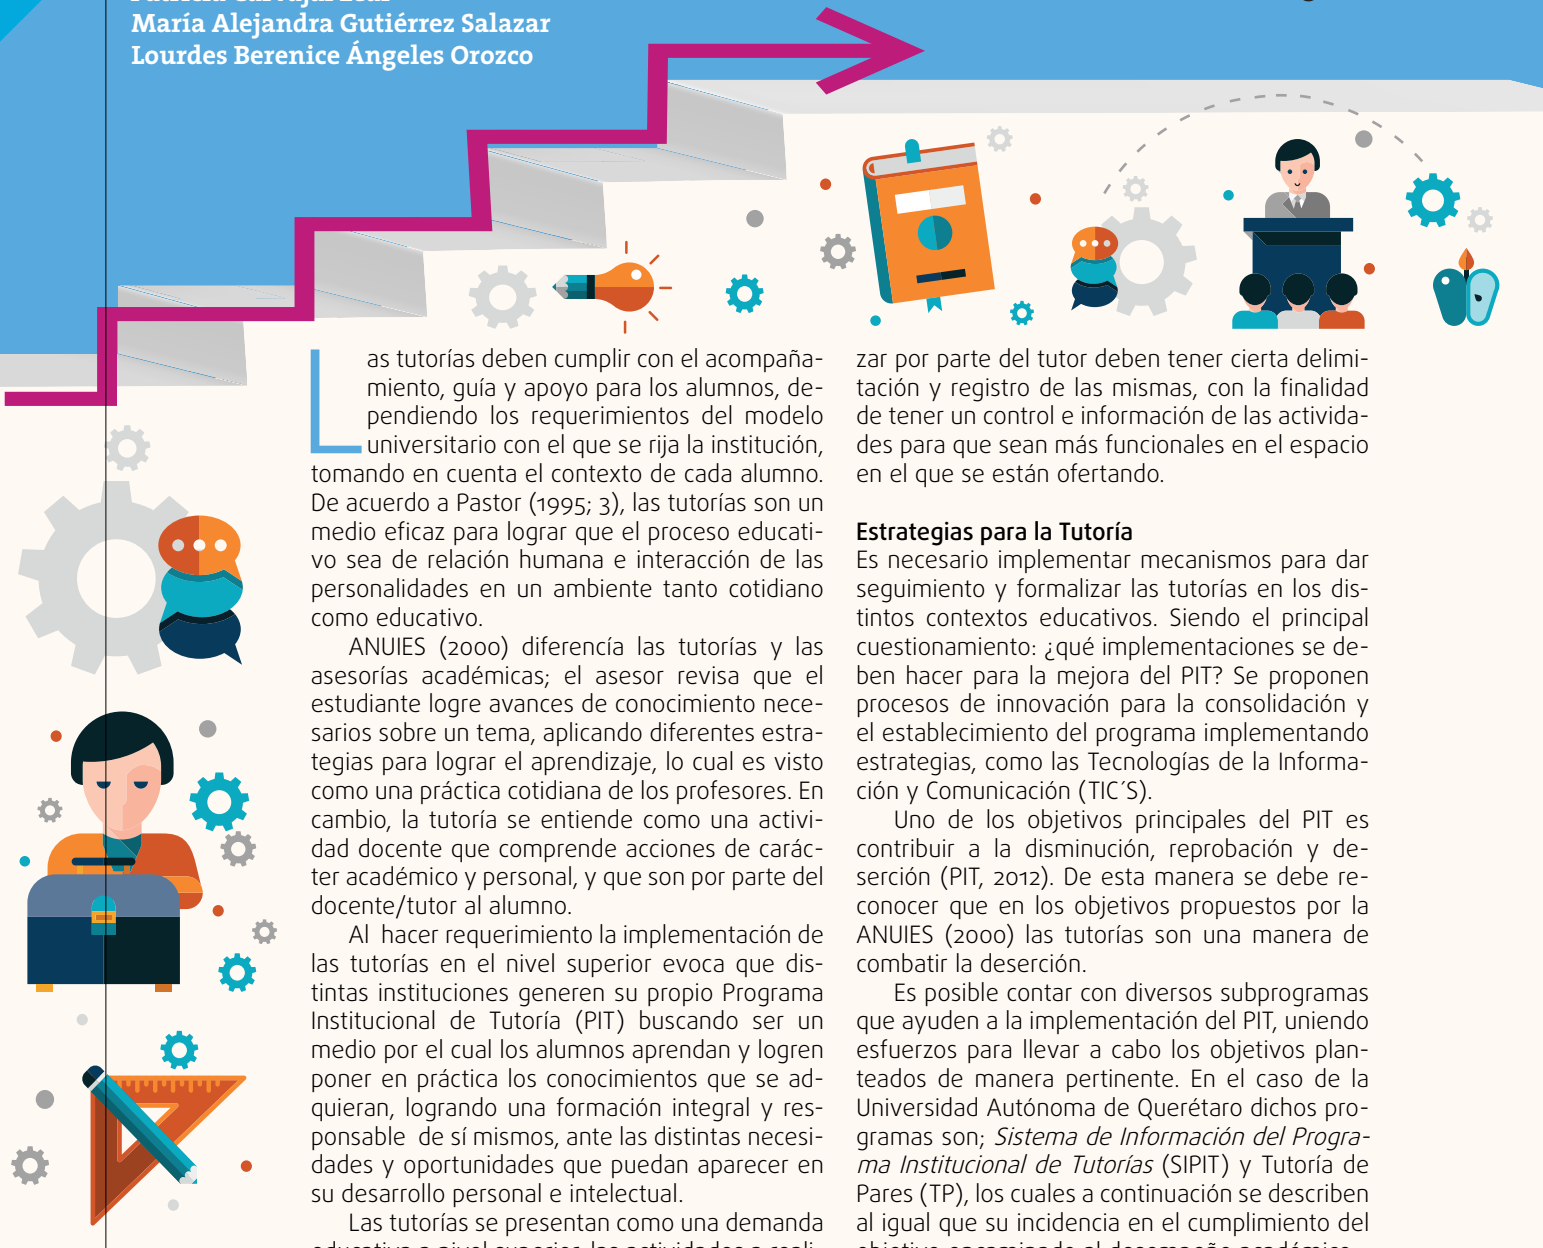 María Alejandra Gutiérrez Salazar
Lourdes Berenice Ángeles Orozco
Las tutorías deben cumplir con el acompaña-
miento, guía y apoyo para los alumnos, de-
pendiendo los requerimientos del modelo
universitario con el que se rija la institución,
tomando en cuenta el contexto de cada alumno.
De acuerdo a Pastor (1995; 3), las tutorías son un
medio eficaz para lograr que el proceso educati-
vo sea de relación humana e interacción de las
personalidades en un ambiente tanto cotidiano
como educativo.
ANUIES (2000) diferencía las tutorías y las
asesorías académicas; el asesor revisa que el
estudiante logre avances de conocimiento nece-
sarios sobre un tema, aplicando diferentes estra-
tegias para lograr el aprendizaje, lo cual es visto
como una práctica cotidiana de los profesores. En
cambio, la tutoría se entiende como una activi-
dad docente que comprende acciones de carác-
ter académico y personal, y que son por parte del
docente/tutor al alumno.
Al hacer requerimiento la implementación de
las tutorías en el nivel superior evoca que dis-
tintas instituciones generen su propio Programa
Institucional de Tutoría (PIT) buscando ser un
medio por el cual los alumnos aprendan y logren
poner en práctica los conocimientos que se ad-
quieran, logrando una formación integral y res-
ponsable de sí mismos, ante las distintas necesi-
dades y oportunidades que puedan aparecer en
su desarrollo personal e intelectual.
Las tutorías se presentan como una demanda
zar por parte del tutor deben tener cierta delimi-
tación y registro de las mismas, con la finalidad
de tener un control e información de las activida-
des para que sean más funcionales en el espacio
en el que se están ofertando.
Estrategias para la Tutoría
Es necesario implementar mecanismos para dar
seguimiento y formalizar las tutorías en los dis-
tintos contextos educativos. Siendo el principal
cuestionamiento: ¿qué implementaciones se de-
ben hacer para la mejora del PIT? Se proponen
procesos de innovación para la consolidación y
el establecimiento del programa implementando
estrategias, como las Tecnologías de la Informa-
ción y Comunicación (TIC´S).
Uno de los objetivos principales del PIT es
contribuir a la disminución, reprobación y de-
serción (PIT, 2012). De esta manera se debe re-
conocer que en los objetivos propuestos por la
ANUIES (2000) las tutorías son una manera de
combatir la deserción.
Es posible contar con diversos subprogramas
que ayuden a la implementación del PIT, uniendo
esfuerzos para llevar a cabo los objetivos plan-
teados de manera pertinente. En el caso de la
Universidad Autónoma de Querétaro dichos pro-
gramas son; Sistema de Información del Progra-
ma Institucional de Tutorías (SIPIT) y Tutoría de
Pares (TP), los cuales a continuación se describen
al igual que su incidencia en el cumplimiento del